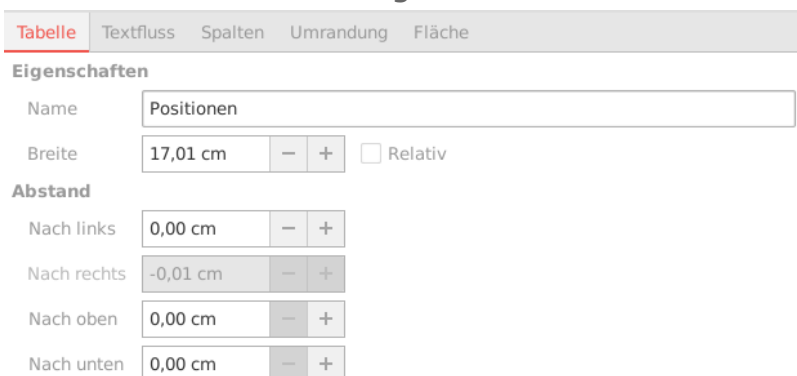 Tabelle Textfluss Spalten Umrandung Fläche
Eigenschaften
Name Positionen
Breite 17,01 cm − + Relativ
Abstand
Nach links 0,00 cm − +
Nach rechts -0,01 cm − +
Nach oben 0,00 cm − +
Nach unten 0,00 cm − +